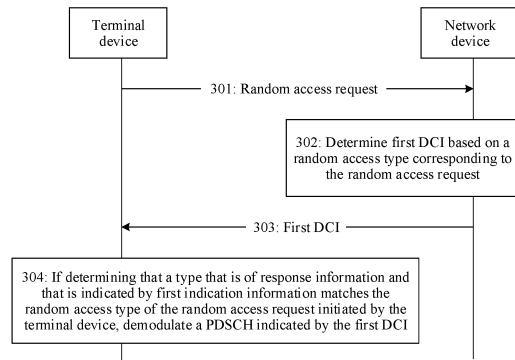 Terminal
device
Network
device
301: Random access request
302: Determine first DCI based on a
random access type corresponding to
the random access request
303: First DCI
304: If determining that a type that is of response information and
that is indicated by first indication information matches the
random access type of the random access request initiated by the
terminal device, demodulate a PDSCH indicated by the first DCI